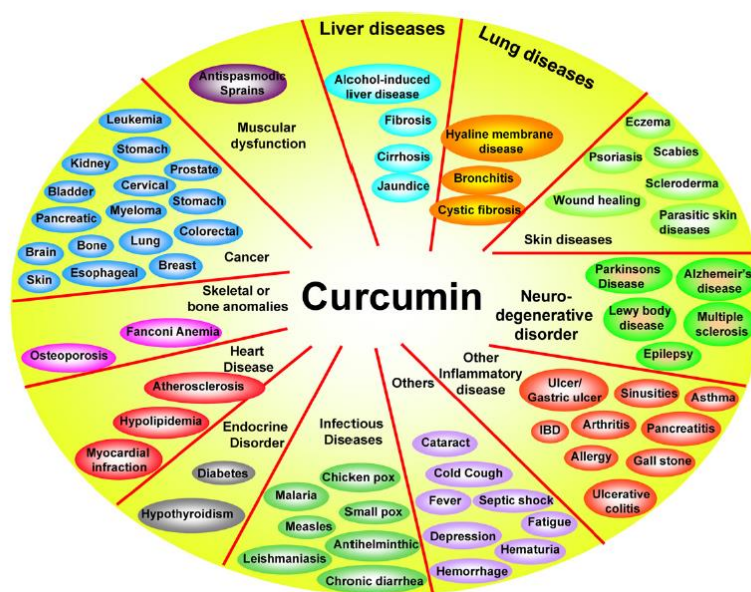 Liver diseases
Alcohol-induced
liver disease
Fibrosis
Cirrhosis
Jaundice
Lung diseases
Hyaline membrane
disease
Bronchitis
Cystic fibrosis
Eczema
Psoriasis
Scabies
Scleroderma
Wound healing
Parasitic skin
diseases
Skin diseases
Neuro-
degenerative
disorder
Parkinsons
Disease
Alzhemeir's
disease
Lewy body
disease
Multiple
sclerosis
Epilepsy
Other
Inflammatory
disease
Ulcer/
Gastric ulcer
Sinusities
Asthma
IBD
Arthritis
Pancreatitis
Allergy
Gall stone
Ulcerative
colitis
Others
Cataract
Cold Cough
Fever
Septic shock
Fatigue
Depression
Hematuria
Hemorrhage
Infectious
Diseases
Chicken pox
Malaria
Small pox
Measles
Antihelminthic
Leishmaniasis
Chronic diarrhea
Endocrine
Disorder
Diabetes
Hypothyroidism
Heart
Disease
Atherosclerosis
Hypolipidemia
Myocardial
infraction
Skeletal or
bone anomalies
Fanconi Anemia
Osteoporosis
Cancer
Leukemia
Stomach
Kidney
Prostate
Bladder
Cervical
Stomach
Pancreatic
Myeloma
Colorectal
Brain
Bone
Lung
Skin
Esophageal
Breast
Muscular
dysfunction
Antispasmodic
Sprains
Curcumin